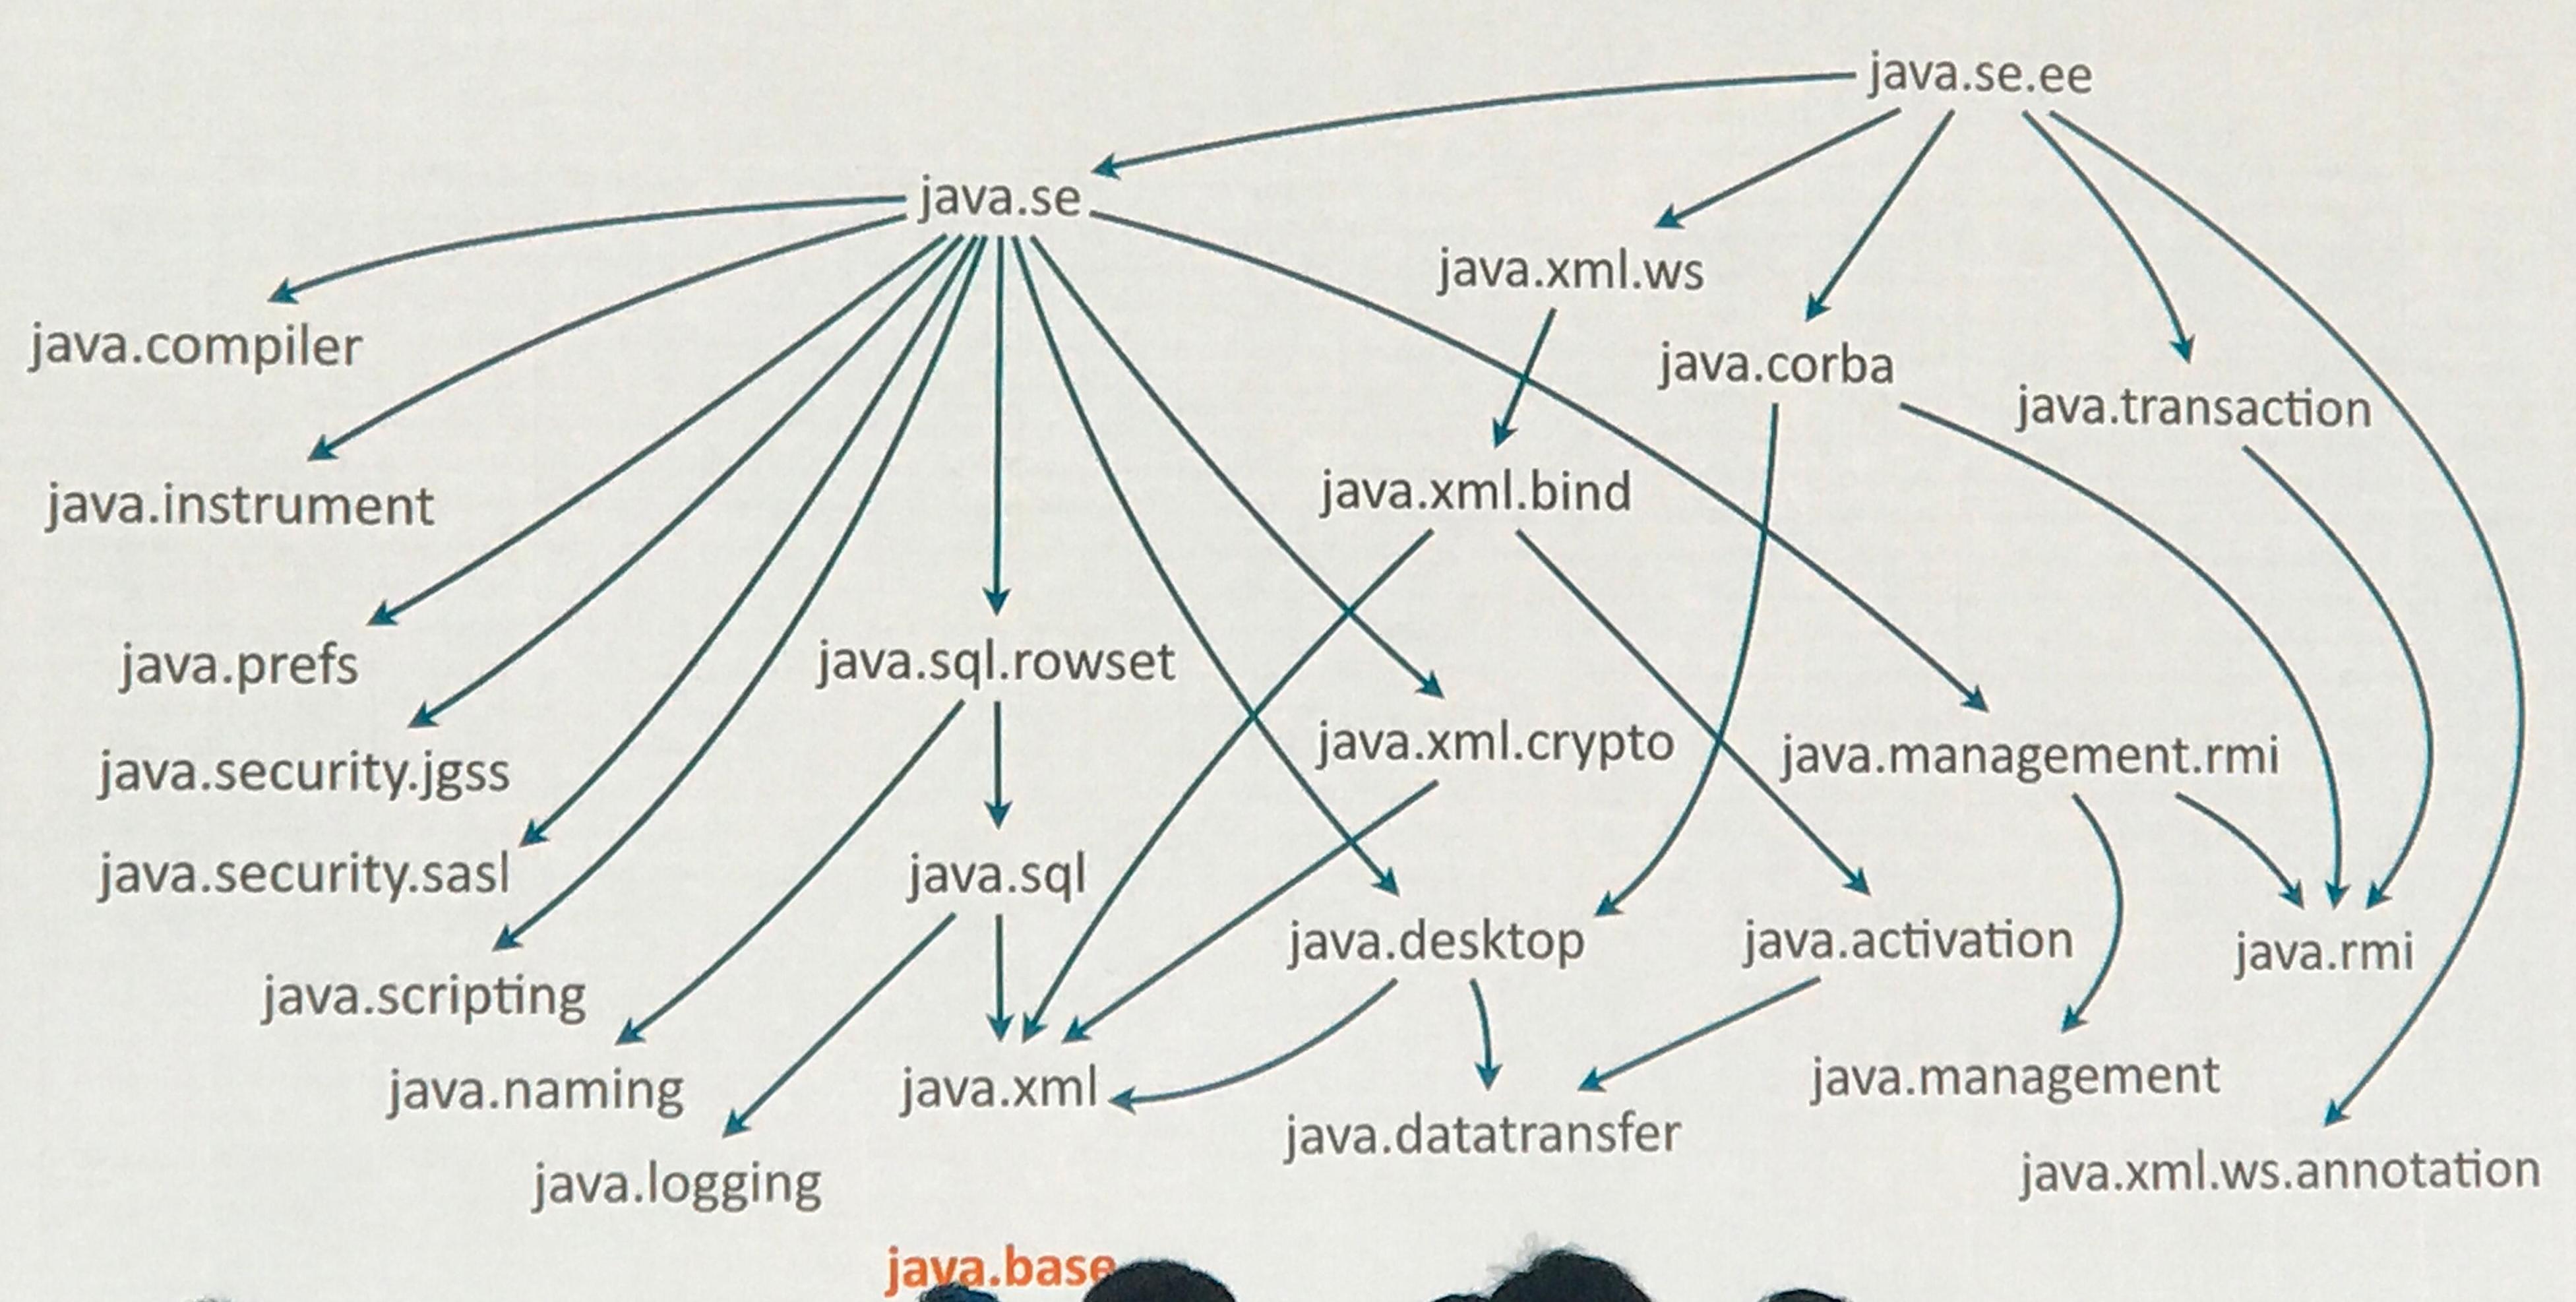 java.se.ee
java.se
java.xml.ws
java.compiler
java.corba
java.transaction
java.instrument
java.xml.bind
java.prefs
java.sql.rowset
java.xml.crypto
java.management.rmi
java.security.jgss
java.security.sasl
java.sql
java.desktop
java.activation
java.rmi
java.scripting
java.naming
java.xml
java.management
java.datatransfer
java.logging
java.xml.ws.annotation
java.base